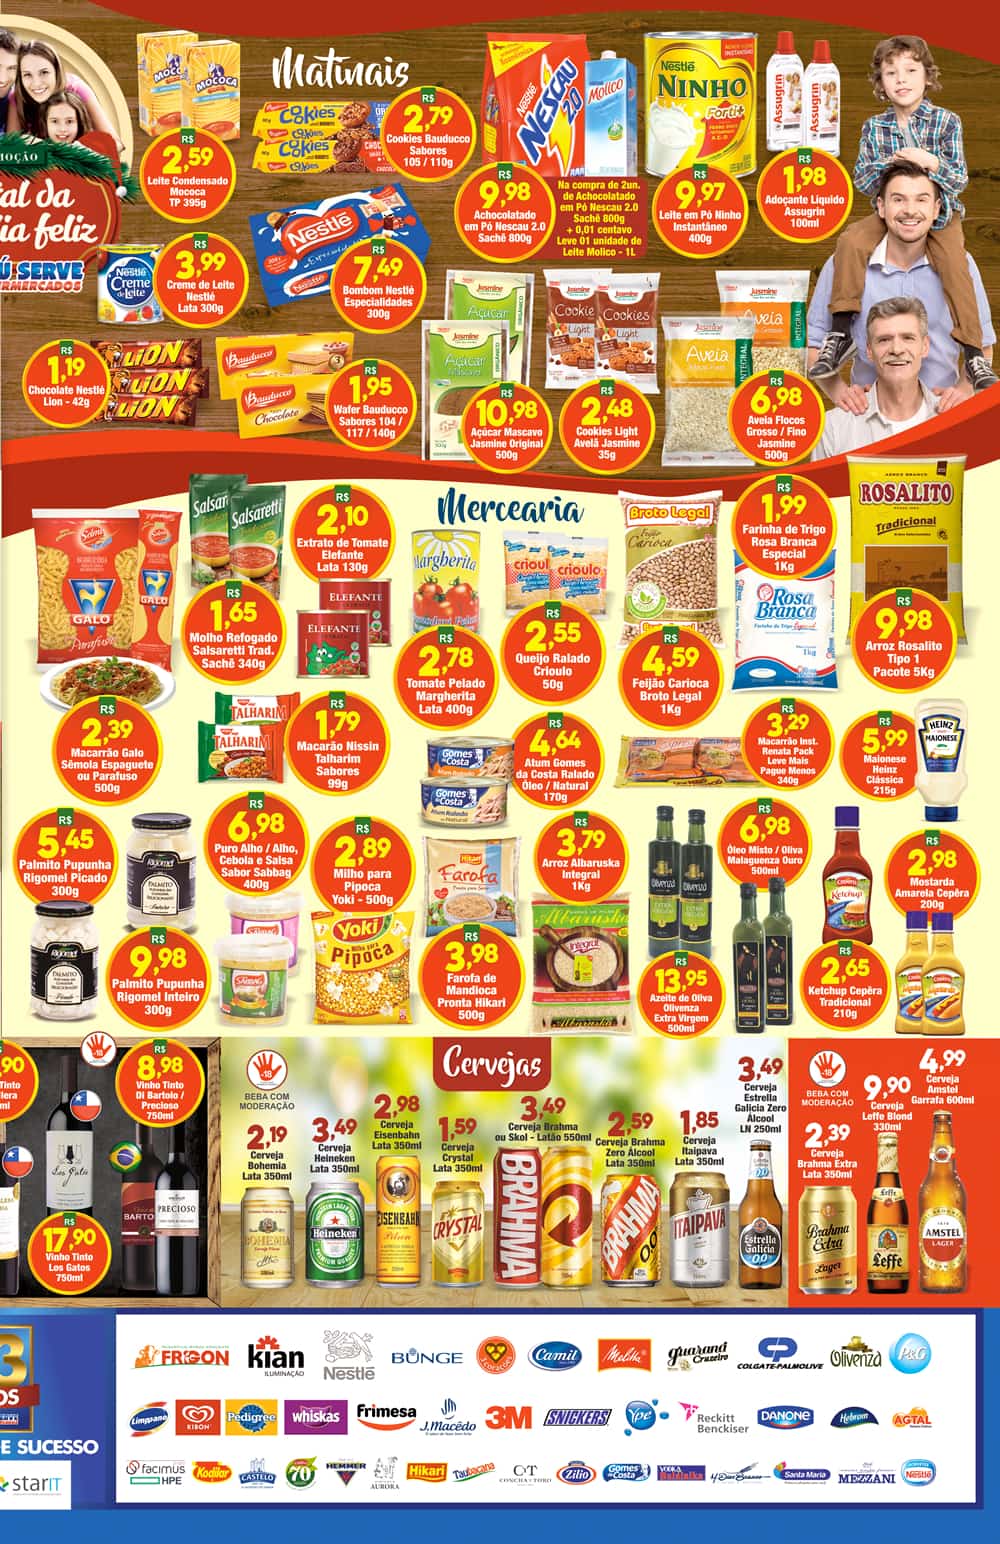 Matinais
MOÇÃO
tal da
ia feliz
Ú SERVE
ERMERCADOS
R$
2,59
Leite Condensado
Mococa
TP 395g
R$
2,79
Cookies Bauducco
Sabores
105 / 110g
R$
9,98
Achocolatado
em Pó Nescau 2.0
Sachê 800g
Na compra de 2un.
de Achocolatado
em Pó Nescau 2.0
Sachê 800g
+ 0,01 centavo
Leve 01 unidade de
Leite Molico - 1L
R$
9,97
Leite em Pó Ninho
Instantâneo
400g
R$
1,98
Adoçante Líquido
Assugrin
100ml
R$
3,99
Creme de Leite
Nestlé
Lata 300g
R$
7,49
Bombom Nestlé
Especialidades
300g
R$
1,19
Chocolate Nestlé
Lion - 42g
R$
1,95
Wafer Bauducco
Sabores 104 /
117 / 140g
R$
10,98
Açúcar Mascavo
Jasmine Original
500g
R$
2,48
Cookies Light
Avelã Jasmine
35g
R$
6,98
Aveia Flocos
Grosso / Fino
Jasmine
500g
Mercearia
R$
2,10
Extrato de Tomate
Elefante
Lata 130g
R$
1,99
Farinha de Trigo
Rosa Branca
Especial
1Kg
R$
1,65
Molho Refogado
Salsaretti Trad.
Sachê 340g
R$
2,78
Tomate Pelado
Margherita
Lata 400g
R$
2,55
Queijo Ralado
Crioulo
50g
R$
4,59
Feijão Carioca
Broto Legal
1Kg
R$
9,98
Arroz Rosalito
Tipo 1
Pacote 5Kg
R$
2,39
Macarrão Galo
Sêmola Espaguete
ou Parafuso
500g
R$
1,79
Macarão Nissin
Talharim
Sabores
99g
R$
4,64
Atum Gomes
da Costa Ralado
Óleo / Natural
170g
R$
3,29
Macarrão Inst.
Renata Pack
Leve Mais
Pague Menos
340g
R$
5,99
Maionese
Heinz
Clássica
215g
R$
5,45
Palmito Pupunha
Rigomel Picado
300g
R$
6,98
Puro Alho / Alho,
Cebola e Salsa
Sabor Sabbag
400g
R$
2,89
Milho para
Pipoca
Yoki - 500g
R$
3,79
Arroz Albaruska
Integral
1Kg
R$
6,98
Óleo Misto / Oliva
Malaguenza Ouro
500ml
R$
2,98
Mostarda
Amarela Cepêra
200g
R$
9,98
Palmito Pupunha
Rigomel Inteiro
300g
R$
3,98
Farofa de
Mandioca
Pronta Hikari
500g
R$
13,95
Azeite de Oliva
Olivenza
Extra Virgem
500ml
R$
2,65
Ketchup Cepêra
Tradicional
210g
,90
-18
R$
8,98
Vinho Tinto
Di Bartolo /
Precioso
750ml
R$
17,90
Vinho Tinto
Los Gatos
750ml
Cervejas
-18
BEBA COM
MODERAÇÃO
2,19
Cerveja
Bohemia
Lata 350ml
3,49
Cerveja
Heineken
Lata 350ml
2,98
Cerveja
Eisenbahn
Lata 350ml
1,59
Cerveja
Crystal
Lata 350ml
3,49
Cerveja Brahma
ou Skol - Latão 550ml
2,59
Cerveja Brahma
Zero Álcool
Lata 350ml
1,85
Cerveja
Itaipava
Lata 350ml
3,49
Cerveja
Estrella
Galicia Zero
Álcool
LN 250ml
-18
BEBA COM
MODERAÇÃO
2,39
Cerveja
Brahma Extra
Lata 350ml
9,90
Cerveja
Leffe Blond
330ml
4,99
Cerveja
Amstel
Garrafa 600ml
3
OS
E SUCESSO
starIT
FRIGON kian ILUMINAÇÃO Nestlé BÜNGE 3 CORAÇÕES Camil Melitta guaraná Cruzeiro COLGATE-PALMOLIVE Olivenza P&G
Limppano KIBON Pedigree whiskas Frimesa J.Macêdo 3M SNICKERS Ypê Reckitt Benckiser DANONE Hebrom AGTAL
facimus HPE Kodilar CASTELO 70 HEMMER AURORA Hikari Tautacana CONCHA Y TORO Zilio Gomes da Costa VODKA Balalaika Santa Maria MEZZANI Nestlé